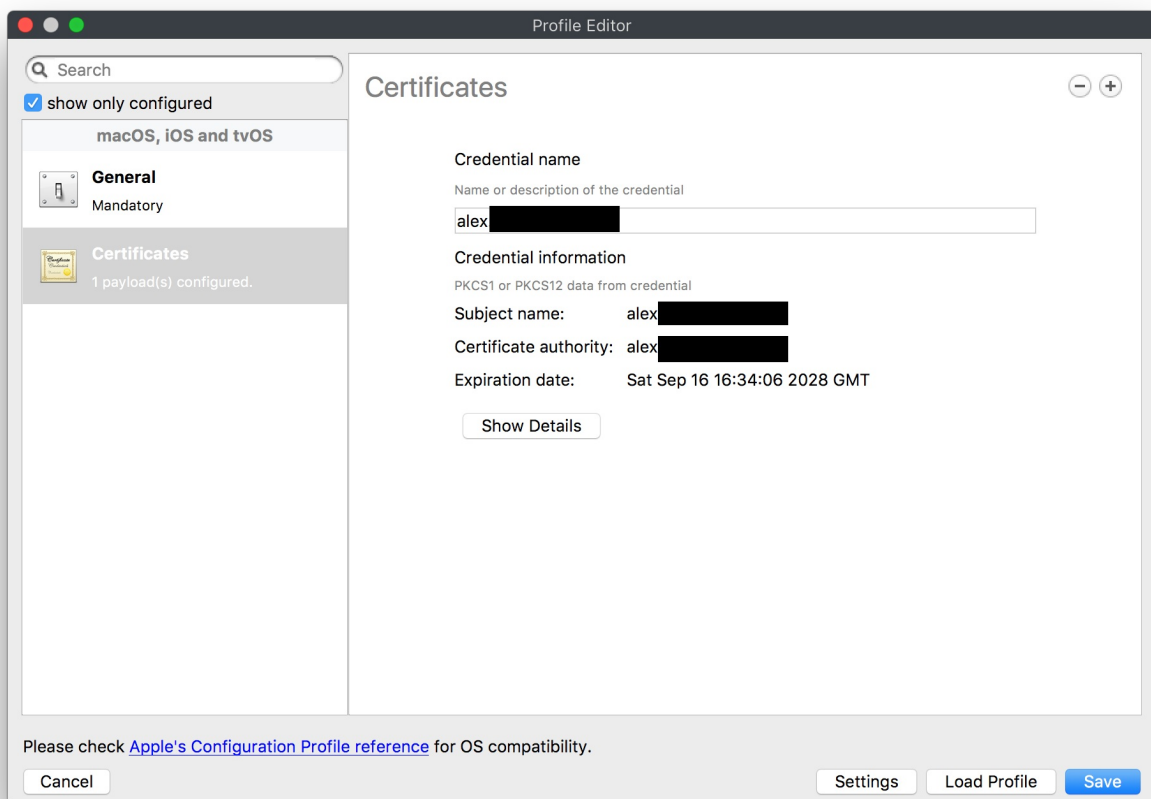 Profile Editor
Search
show only configured
macOS, iOS and tvOS
General
Mandatory
Certificates
1 payload(s) configured.
Certificates
Credential name
Name or description of the credential
alex
Credential information
PKCS1 or PKCS12 data from credential
Subject name: alex
Certificate authority: alex
Expiration date: Sat Sep 16 16:34:06 2028 GMT
Show Details
Please check Apple's Configuration Profile reference for OS compatibility.
Cancel Settings Load Profile Save